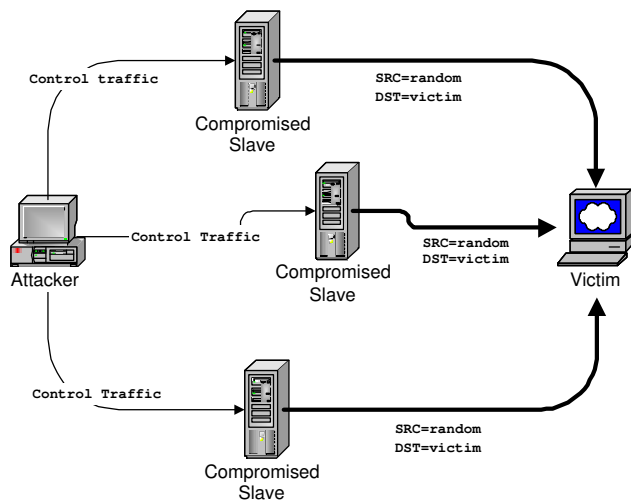 Control traffic
SRC=random
DST=victim
Compromised
Slave
Attacker
Control Traffic
Compromised
Slave
SRC=random
DST=victim
Victim
Control Traffic
Compromised
Slave
SRC=random
DST=victim